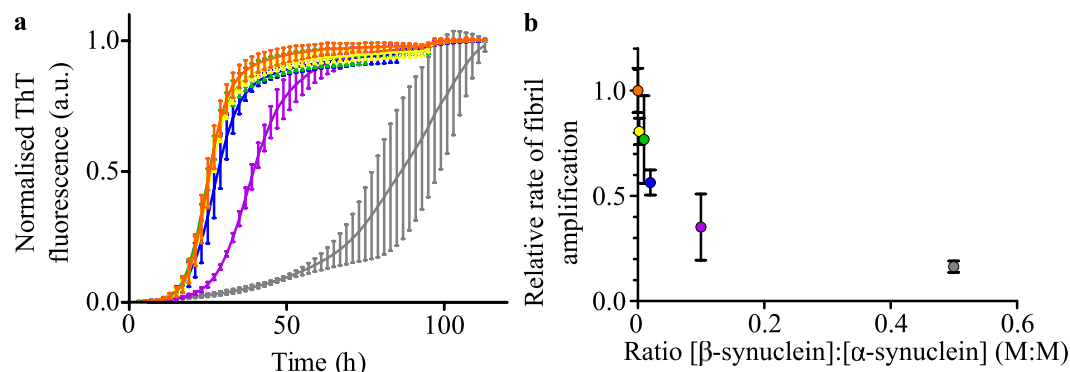 a
Normalised ThT
fluorescence (a.u.)
1.0
0.5
0.0
0
50
100
Time (h)
b
Relative rate of fibril
amplification
1.0
0.5
0.0
0
0.2
0.4
0.6
Ratio [β-synuclein]:[α-synuclein] (M:M)